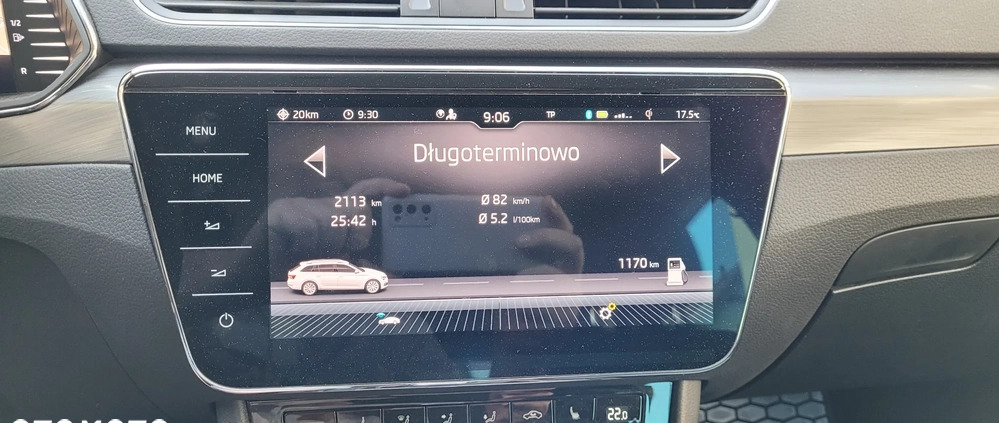 1/2
R
20km 9:30 9:06 TP 17.5°C
MENU
Długoterminowo
HOME
2113 km Ø 82 km/h
25:42 h Ø 5.2 l/100km
1170 km
22.0
OTOMOTO